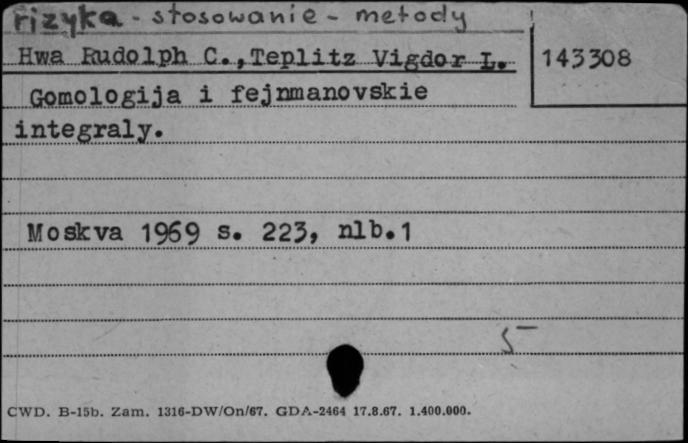 fizyka - stosowanie - metody
Hwa Rudolph C., Teplitz Vigdor L.
143308
Gomologija i fejnmanovskie
integraly.
Moskva 1969 s. 223, nlb.1
5
CWD. B-15b. Zam. 1316-DW/On/67. GDA-2464 17.8.67. 1.400.000.